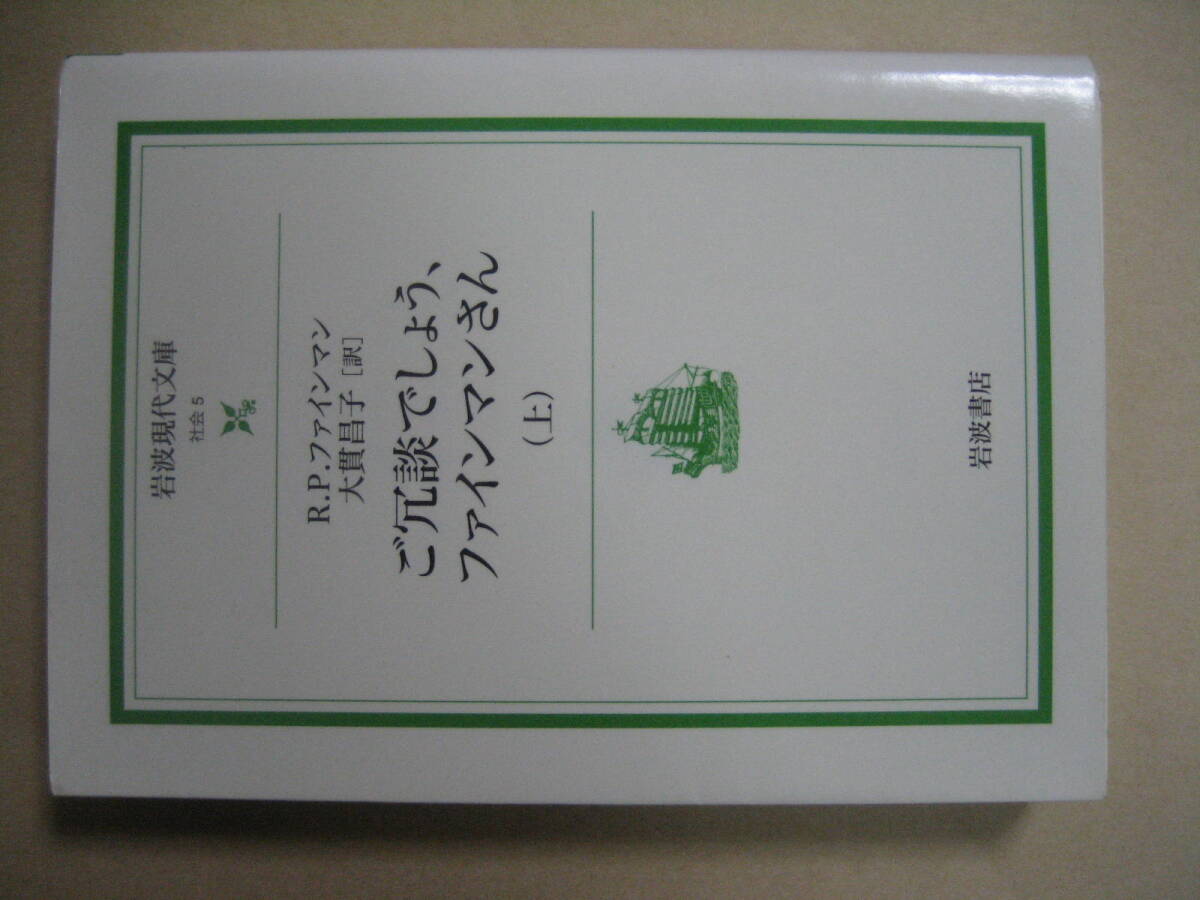 岩波現代文庫
社会 5
R.P.ファインマン
大貫昌子 [訳]
ご冗談でしょう、
ファインマンさん
(上)
岩波書店